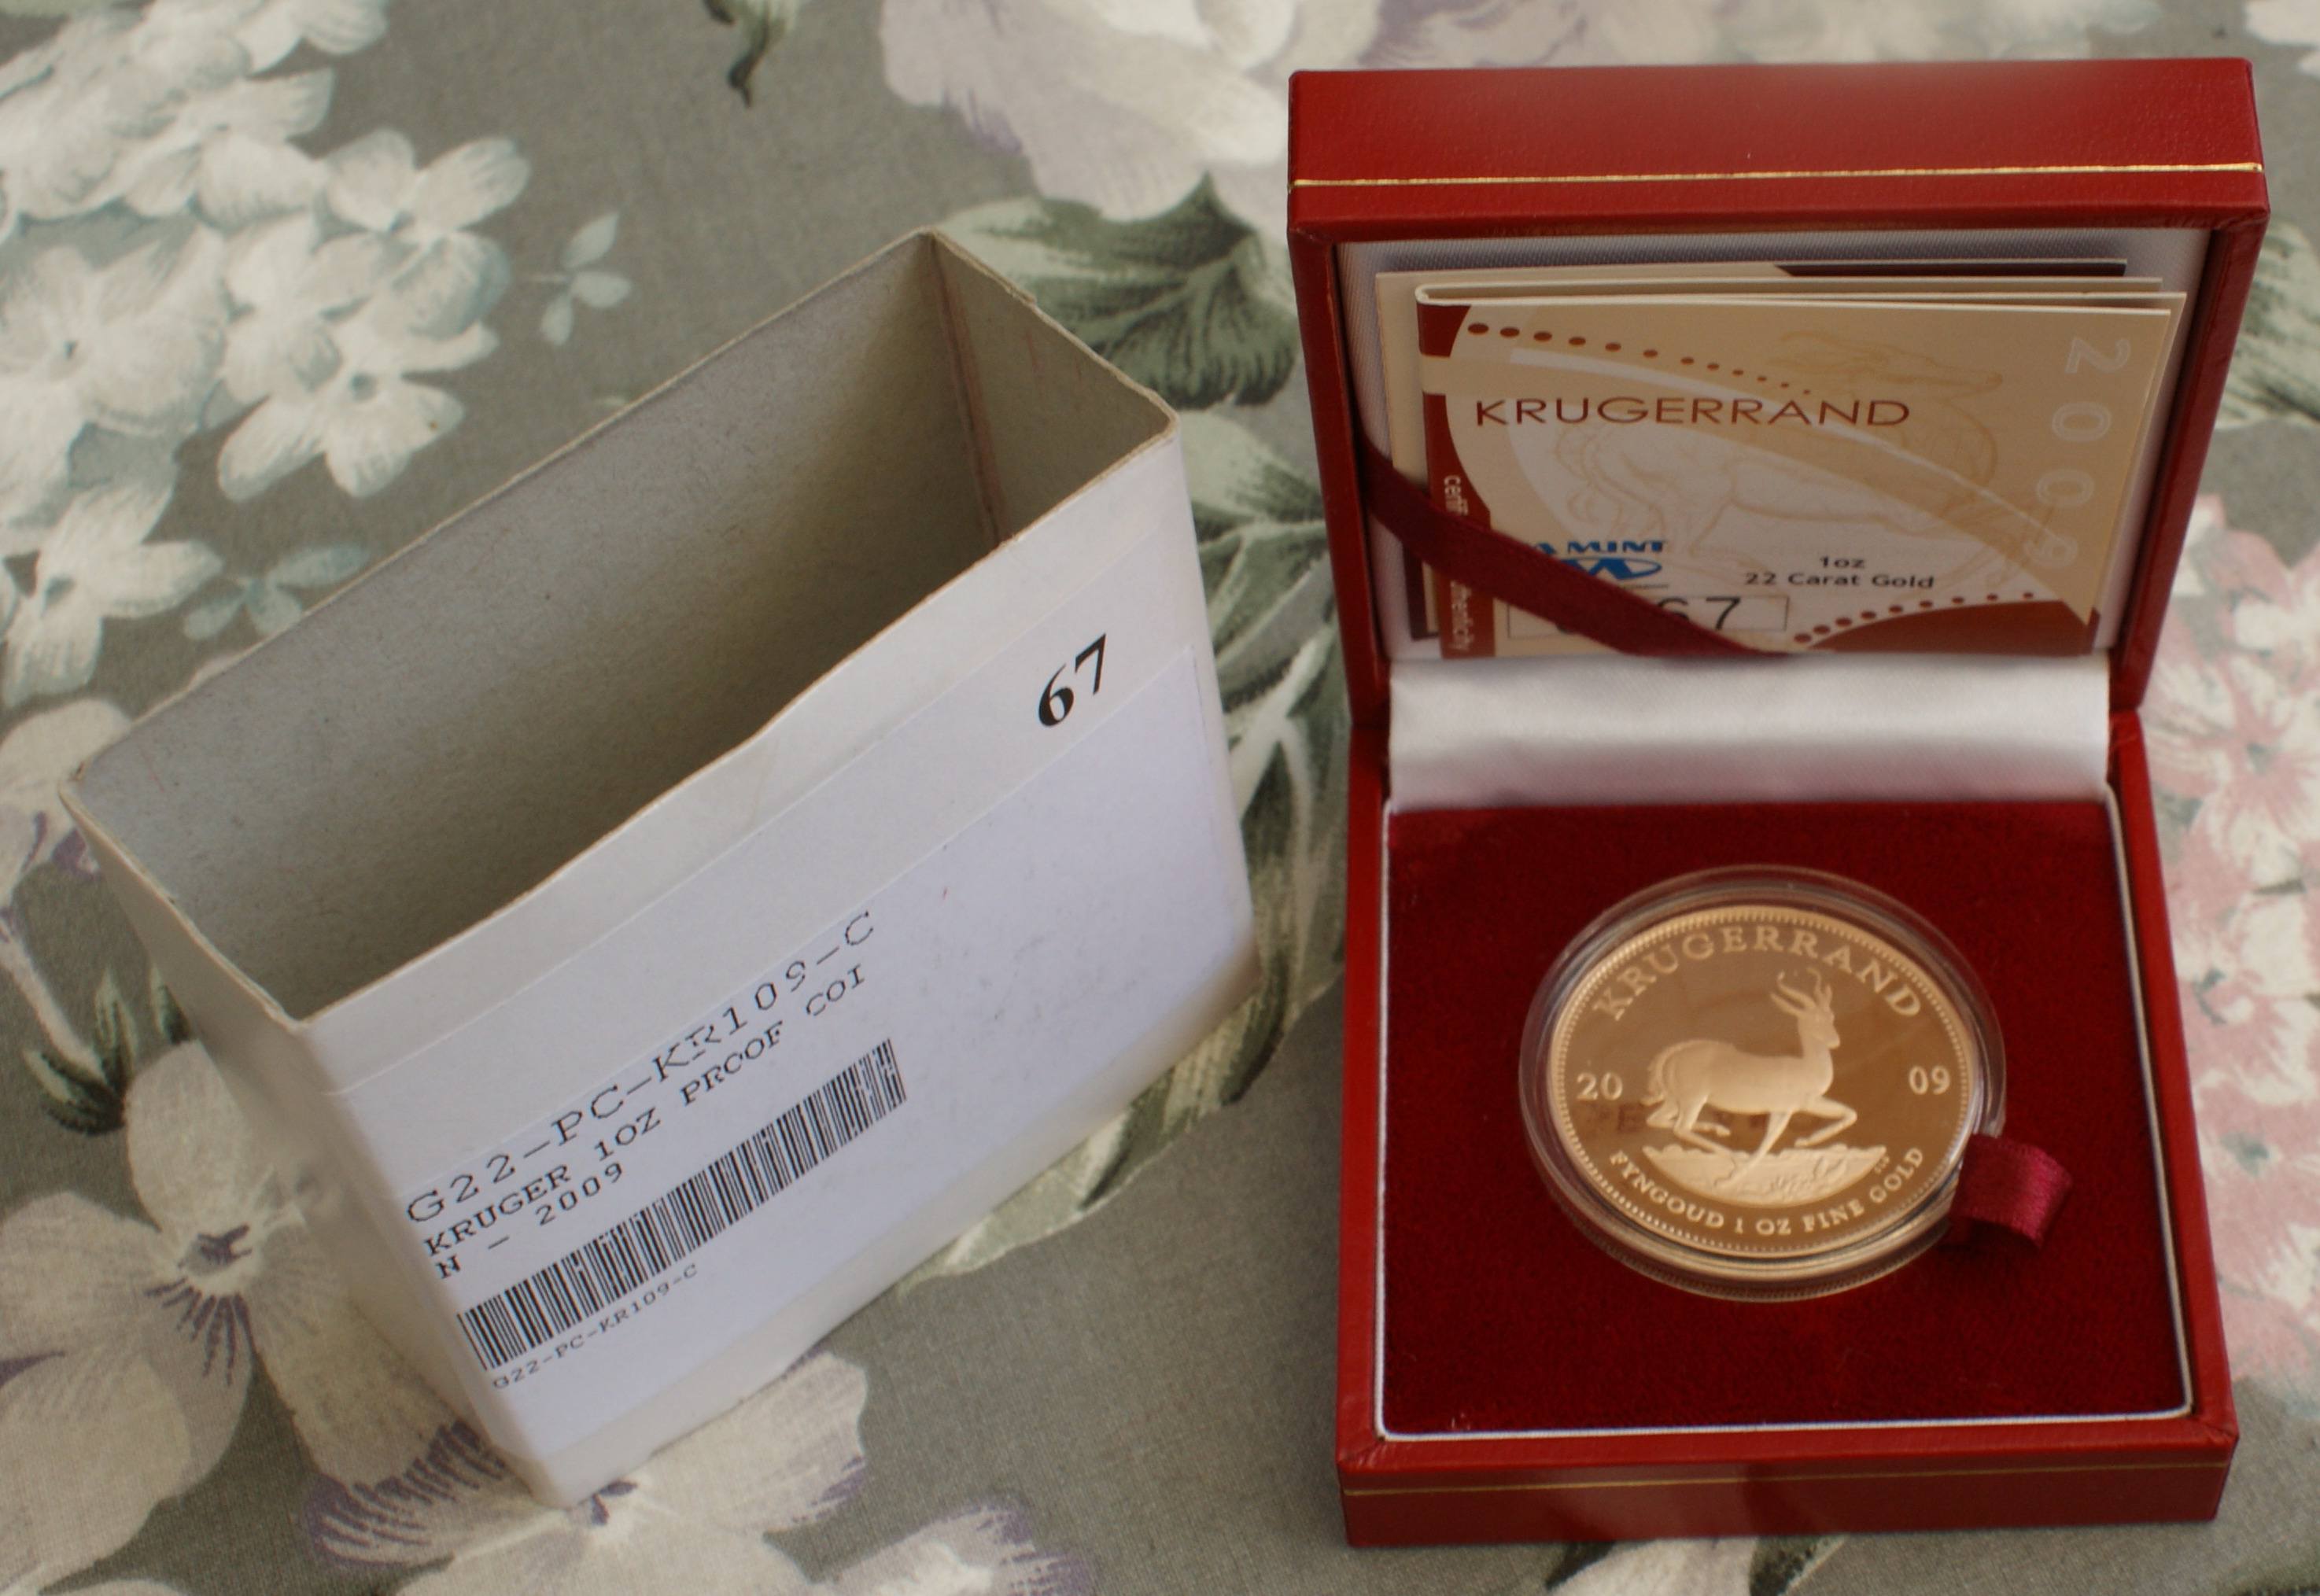 67
G22-PC-KR109-C
KRUGER 1OZ PROOF COI
N - 2009
G22-PC-KR109-C
2009
KRUGERRAND
MINT
1oz
22 Carat Gold
67
KRUGERRAND
20 09
FYNGOUD 1 OZ FINE GOLD